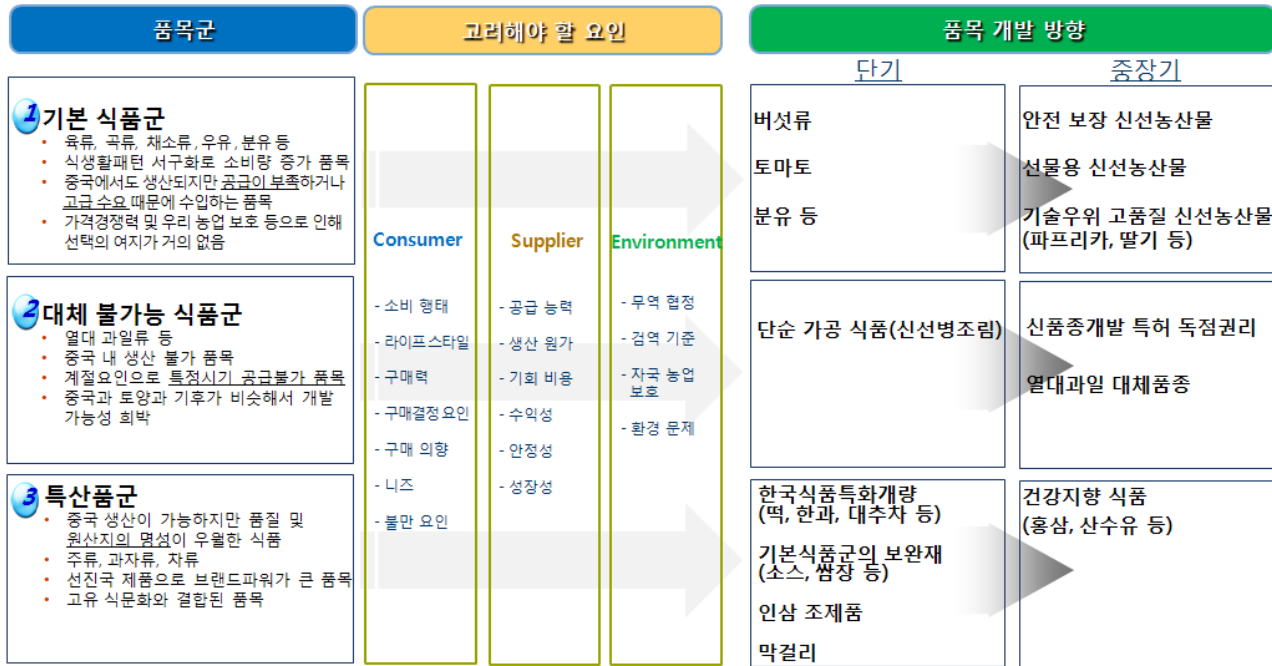 품목군
고려해야 할 요인
품목 개발 방향
단기
중장기
1 기본 식품군
• 육류, 곡류, 채소류, 우유, 분유 등
• 식생활패턴 서구화로 소비량 증가 품목
• 중국에서도 생산되지만 공급이 부족하거나
고급 수요 때문에 수입하는 품목
• 가격경쟁력 및 우리 농업 보호 등으로 인해
선택의 여지가 거의 없음
2 대체 불가능 식품군
• 열대 과일류 등
• 중국 내 생산 불가 품목
• 계절요인으로 특정시기 공급불가 품목
• 중국과 토양과 기후가 비슷해서 개발
가능성 희박
3 특산품군
• 중국 생산이 가능하지만 품질 및
원산지의 명성이 우월한 식품
• 주류, 과자류, 차류
• 선진국 제품으로 브랜드파워가 큰 품목
• 고유 식문화와 결합된 품목
Consumer
- 소비 형태
- 라이프스타일
- 구매력
- 구매결정요인
- 구매 의향
- 니즈
- 불만 요인
Supplier
- 공급 능력
- 생산 원가
- 기회 비용
- 수익성
- 안정성
- 성장성
Environment
- 무역 협정
- 검역 기준
- 자국 농업
보호
- 환경 문제
버섯류
토마토
분유 등
안전 보장 신선농산물
선물용 신선농산물
기술우위 고품질 신선농산물
(파프리카, 딸기 등)
단순 가공 식품(신선병조림)
신품종개발 특허 독점권리
열대과일 대체품종
한국식품특화개량
(떡, 한과, 대추차 등)
기본식품군의 보완재
(소스, 쌈장 등)
인삼 조제품
막걸리
건강지향 식품
(홍삼, 산수유 등)